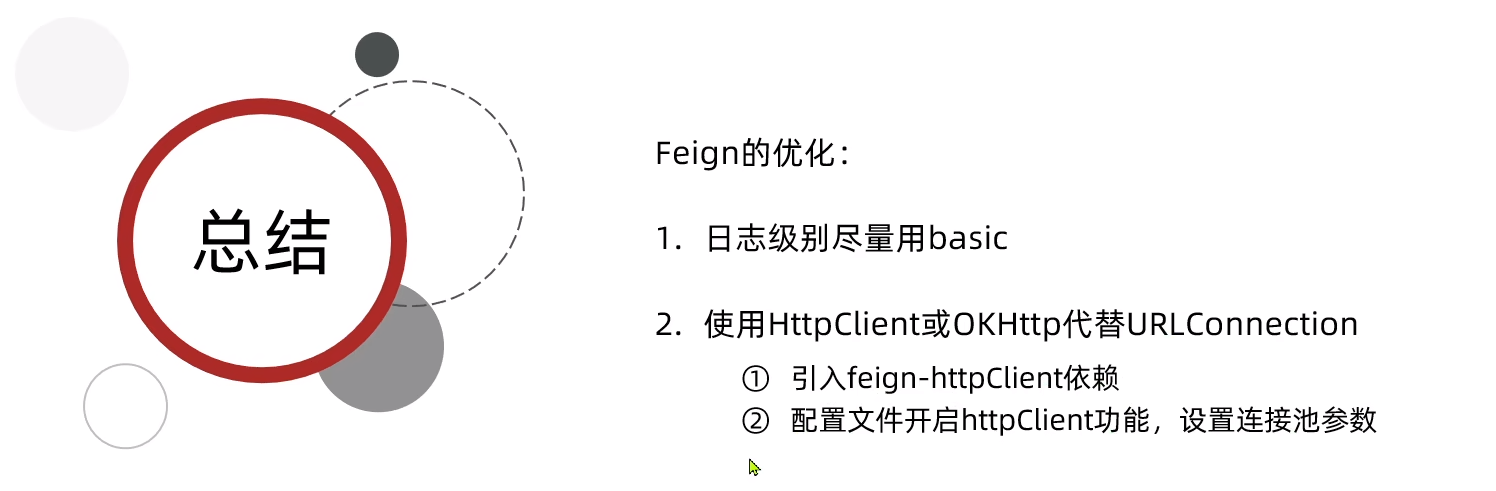 总结
Feign的优化：
1. 日志级别尽量用basic
2. 使用HttpClient或OKHttp代替URLConnection
① 引入feign-httpClient依赖
② 配置文件开启httpClient功能，设置连接池参数